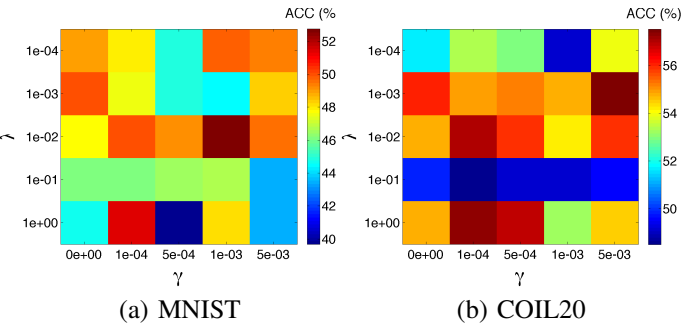 ACC (%
ACC (%)
1e-04
1e-03
1e-02
1e-01
1e+00
λ
0e+00 1e-04 5e-04 1e-03 5e-03
γ
52
50
48
46
44
42
40
1e-04
1e-03
1e-02
1e-01
1e+00
λ
0e+00 1e-04 5e-04 1e-03 5e-03
γ
56
54
52
50
(a) MNIST
(b) COIL20